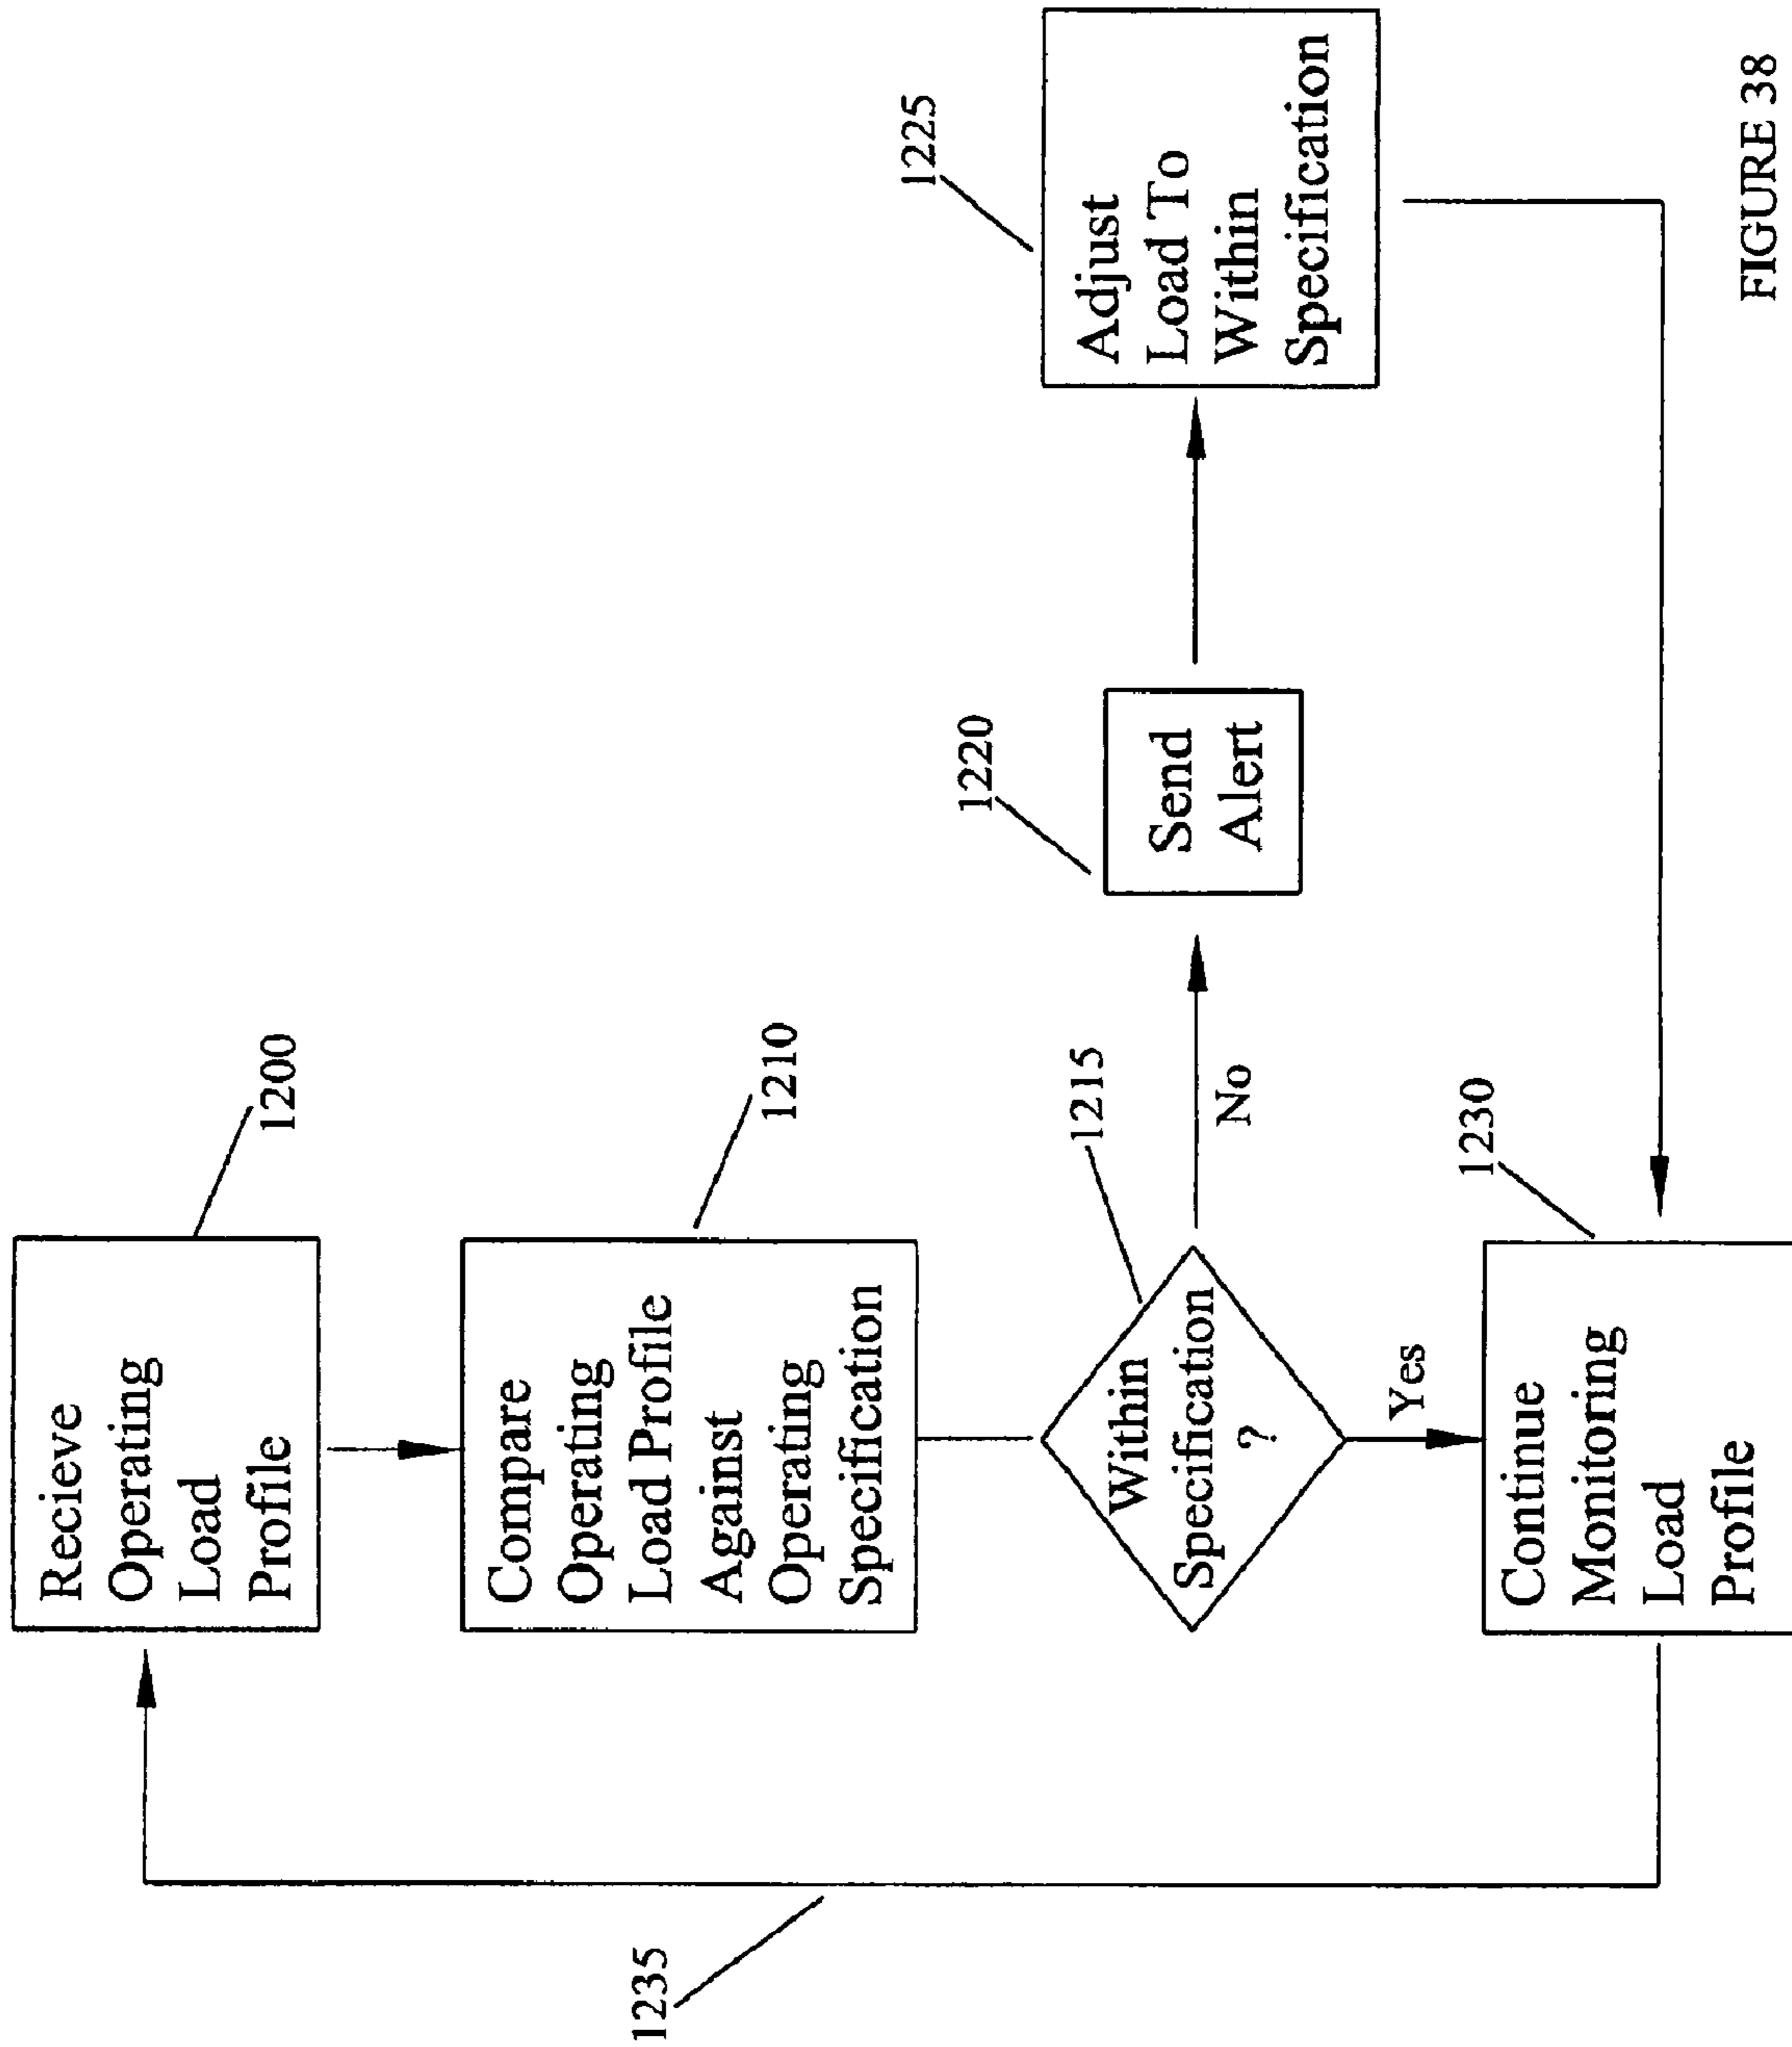 Recieve
Operating
Load
Profile
1200
Compare
Operating
Load Profile
Against
Operating
Specification
1210
Within
Specification
?
1215
No
Send
Alert
1220
Adjust
Load To
Within
Specification
1225
Yes
Continue
Monitoring
Load
Profile
1230
1235
FIGURE 38